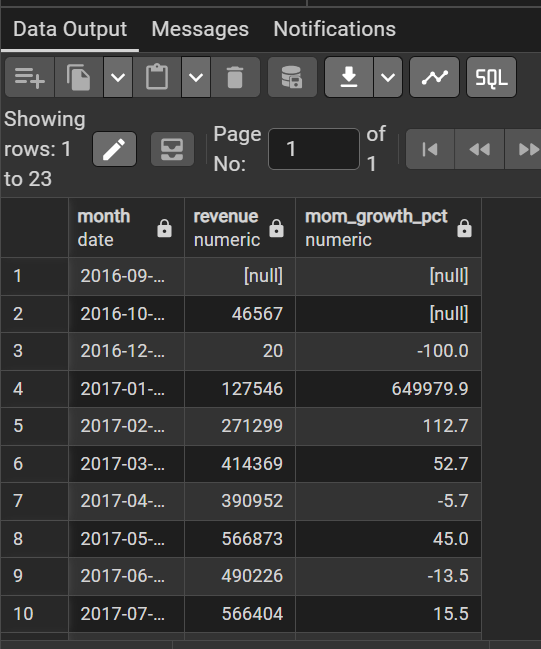 Data Output Messages Notifications
SQL
Showing
rows: 1
to 23
Page
No:
1
of
1
month
date
revenue
numeric
mom_growth_pct
numeric
1 2016-09-... [null] [null]
2 2016-10-... 46567 [null]
3 2016-12-... 20 -100.0
4 2017-01-... 127546 649979.9
5 2017-02-... 271299 112.7
6 2017-03-... 414369 52.7
7 2017-04-... 390952 -5.7
8 2017-05-... 566873 45.0
9 2017-06-... 490226 -13.5
10 2017-07-... 566404 15.5